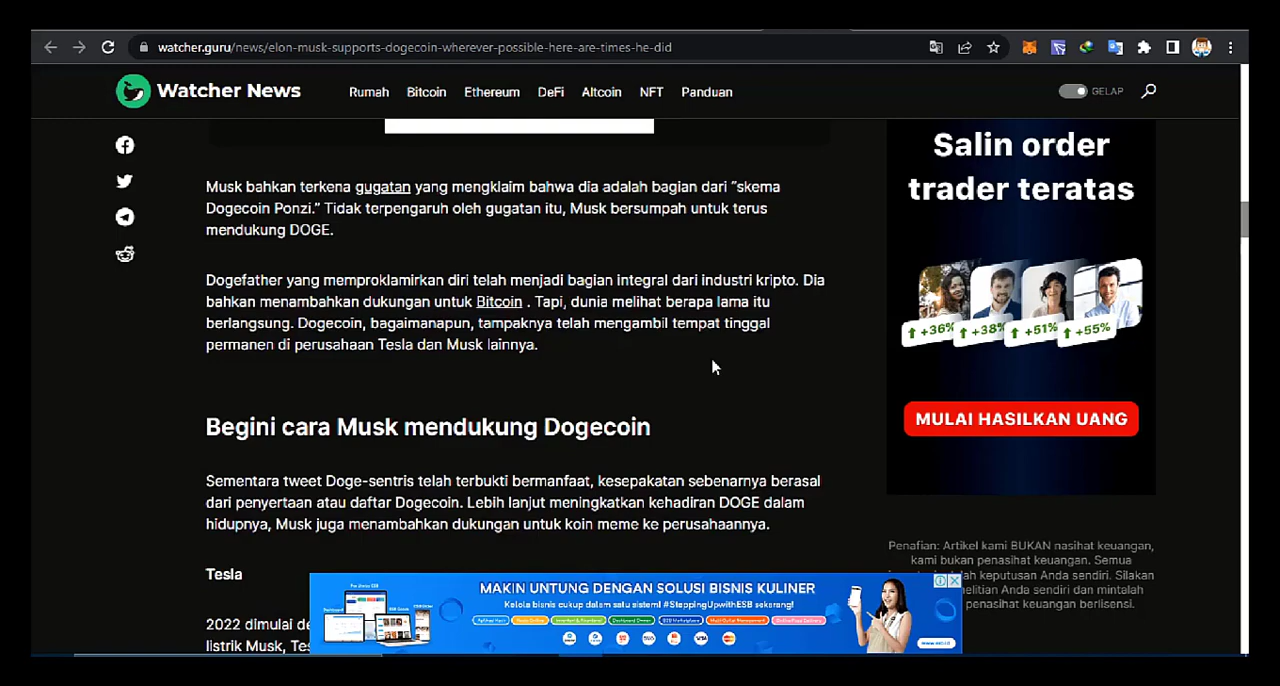 watcher.guru/news/elon-musk-supports-dogecoin-wherever-possible-here-are-times-he-did
Watcher News
Rumah Bitcoin Ethereum DeFi Altcoin NFT Panduan
GELAP
Musk bahkan terkena gugatan yang mengklaim bahwa dia adalah bagian dari “skema
Dogecoin Ponzi.” Tidak terpengaruh oleh gugatan itu, Musk bersumpah untuk terus
mendukung DOGE.
Dogefather yang memproklamirkan diri telah menjadi bagian integral dari industri kripto. Dia
bahkan menambahkan dukungan untuk Bitcoin . Tapi, dunia melihat berapa lama itu
berlangsung. Dogecoin, bagaimanapun, tampaknya telah mengambil tempat tinggal
permanen di perusahaan Tesla dan Musk lainnya.
Begini cara Musk mendukung Dogecoin
Sementara tweet Doge-sentris telah terbukti bermanfaat, kesepakatan sebenarnya berasal
dari penyertaan atau daftar Dogecoin. Lebih lanjut meningkatkan kehadiran DOGE dalam
hidupnya, Musk juga menambahkan dukungan untuk koin meme ke perusahaannya.
Tesla
2022 dimulai de
listrik Musk, Tes
Salin order
trader teratas
+36% +38% +51% +55%
MULAI HASILKAN UANG
Penafian: Artikel kami BUKAN nasihat keuangan,
kami bukan penasihat keuangan. Semua
keputusan Anda sendiri. Silakan
Anda sendiri dan mintalah
penasihat keuangan berlisensi.
MAKIN UNTUNG DENGAN SOLUSI BISNIS KULINER
Kelola bisnis cukup dalam satu sistem! #SteppingUpwithESB sekarang!